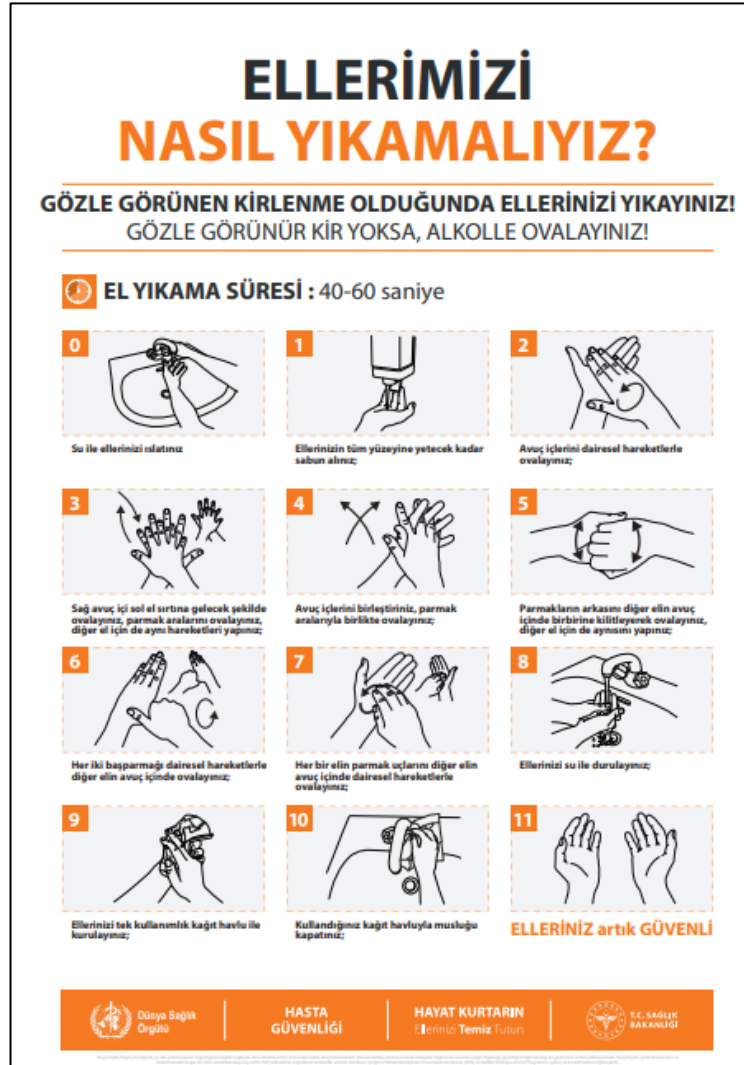 ELLERIMIZI
NASIL YIKAMALIYIZ?
GÖZLE GÖRÜNEN KİRLENME OLDUĞUNDA ELLERİNİZİ YIKAYINIZ!
GÖZLE GÖRÜNÜR KİR YOKSA, ALKOLLE OVALAYINIZ!
EL YIKAMA SÜRESİ : 40-60 saniye
0
Su ile ellerinizi ıslatınız
1
Ellerinizin tüm yüzeyine yetecek kadar
sabun alınız;
2
Avuç içlerini dairesel hareketlerle
ovalayınız;
3
Sağ avuç içi sol el sırtına gelecek şekilde
ovalayınız, parmak aralarını ovalayınız,
diğer el için de aynı hareketleri yapınız;
4
Avuç içlerini birleştiriniz, parmak
aralarıyla birlikte ovalayınız;
5
Parmakların arkasını diğer elin avuç
içinde birbirine kilitleyerek ovalayınız,
diğer el için de aynısını yapınız;
6
Her iki başparmağı dairesel hareketlerle
diğer elin avuç içinde ovalayınız;
7
Her bir elin parmak uçlarını diğer elin
avuç içinde dairesel hareketlerle
ovalayınız;
8
Ellerinizi su ile durulayınız;
9
Ellerinizi tek kullanımlık kağıt havlu ile
kurulayınız;
10
Kullandığınız kağıt havluyla musluğu
kapatınız;
11
ELLERİNİZ artık GÜVENLİ
Dünya Sağlık
Örgütü
HASTA
GÜVENLİĞİ
HAYAT KURTARIN
Ellerinizi Temiz Tutun
T.C. SAĞLIK
BAKANLIĞI